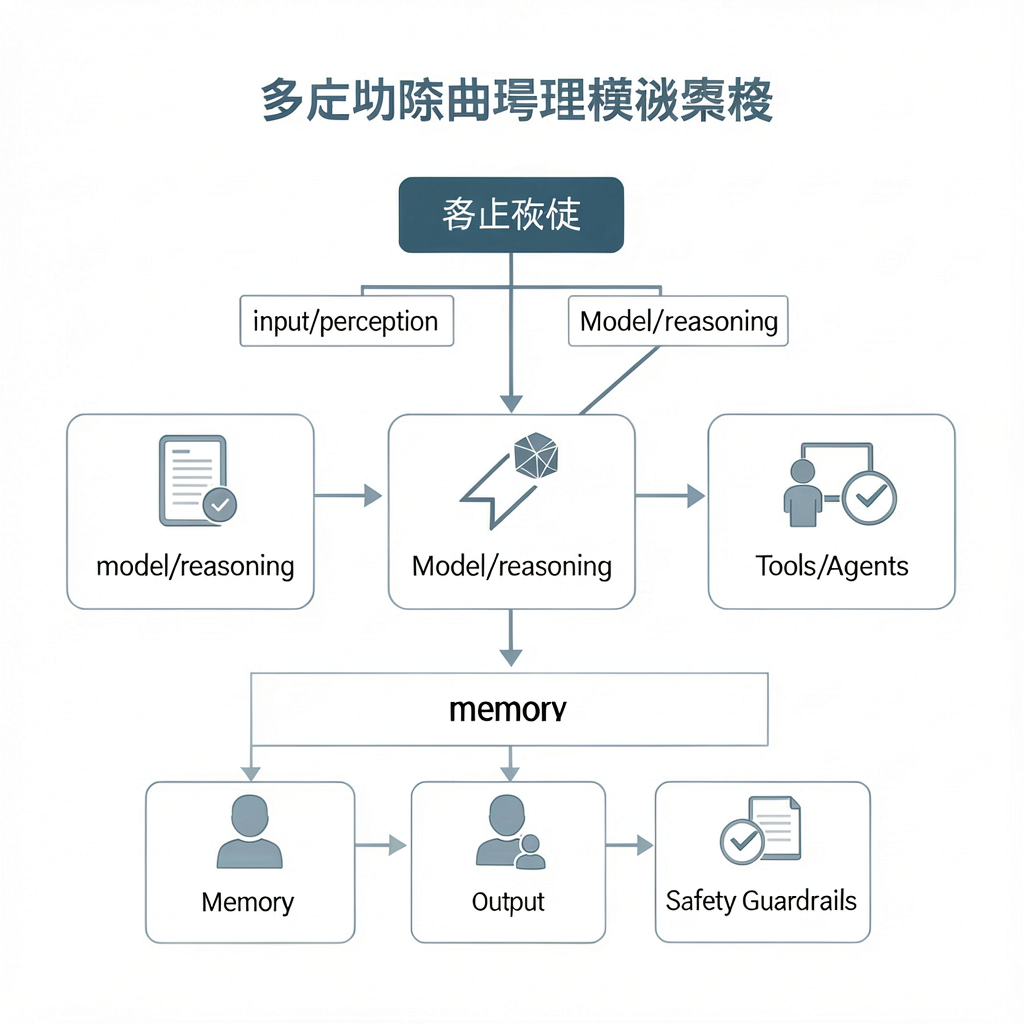 input/perception
Model/reasoning
model/reasoning
Model/reasoning
Tools/Agents
memory
Memory
Output
Safety Guardrails